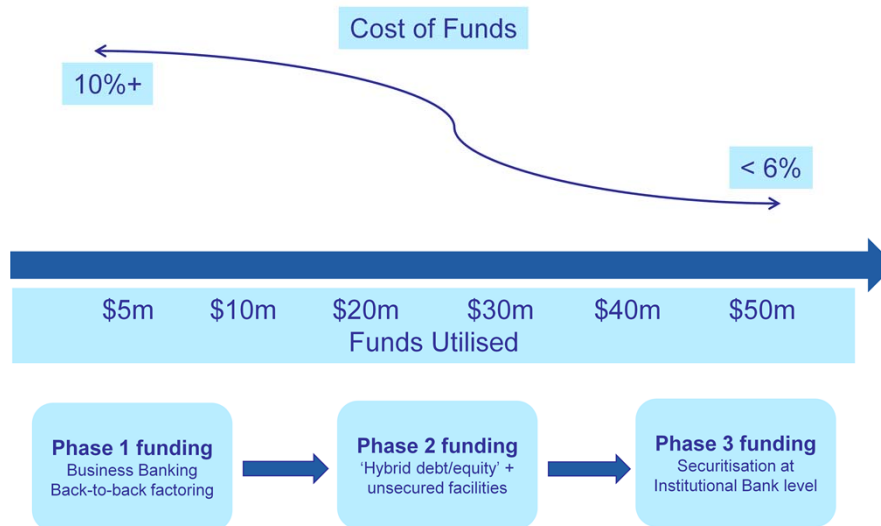 Cost of Funds
10%+
< 6%
$5m $10m $20m $30m $40m $50m
Funds Utilised
Phase 1 funding
Business Banking
Back-to-back factoring
Phase 2 funding
‘Hybrid debt/equity’ +
unsecured facilities
Phase 3 funding
Securitisation at
Institutional Bank level